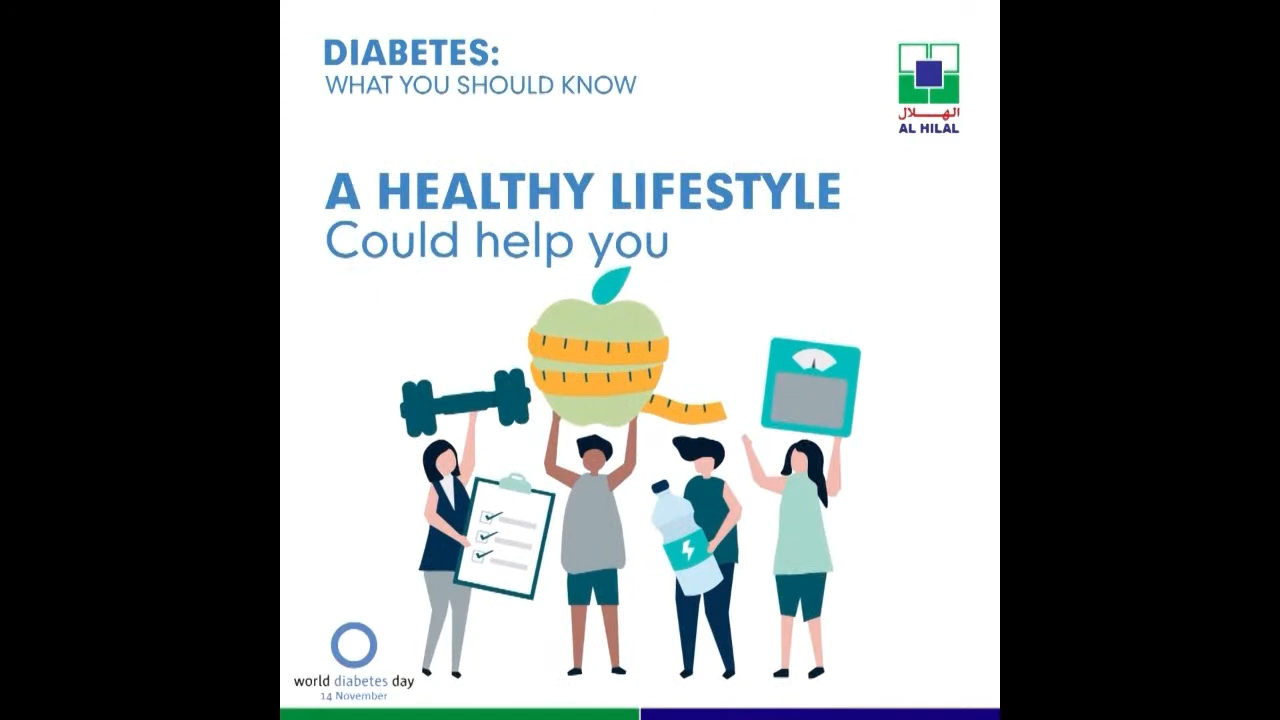 DIABETES:
WHAT YOU SHOULD KNOW
الهلال
AL HILAL
A HEALTHY LIFESTYLE
Could help you
world diabetes day
14 November